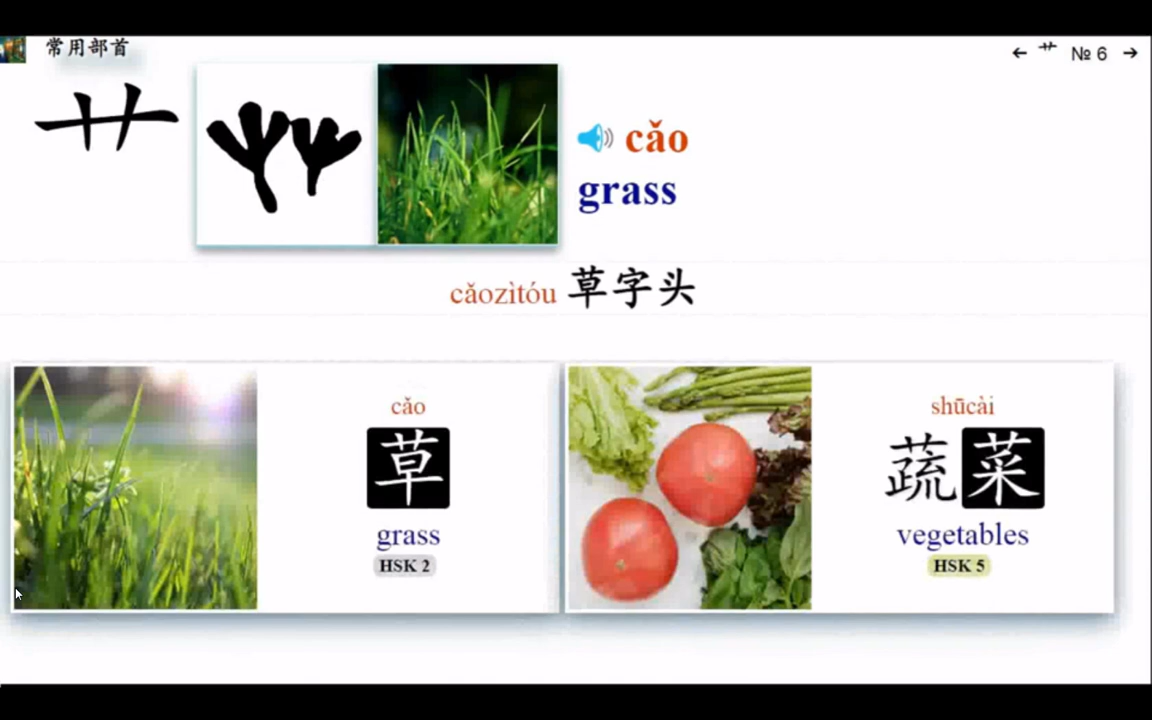 常用部首
← 艹 № 6 →
艹
cǎo
grass
cǎozìtóu 草字头
cǎo
草
grass
HSK 2
shūcài
蔬菜
vegetables
HSK 5